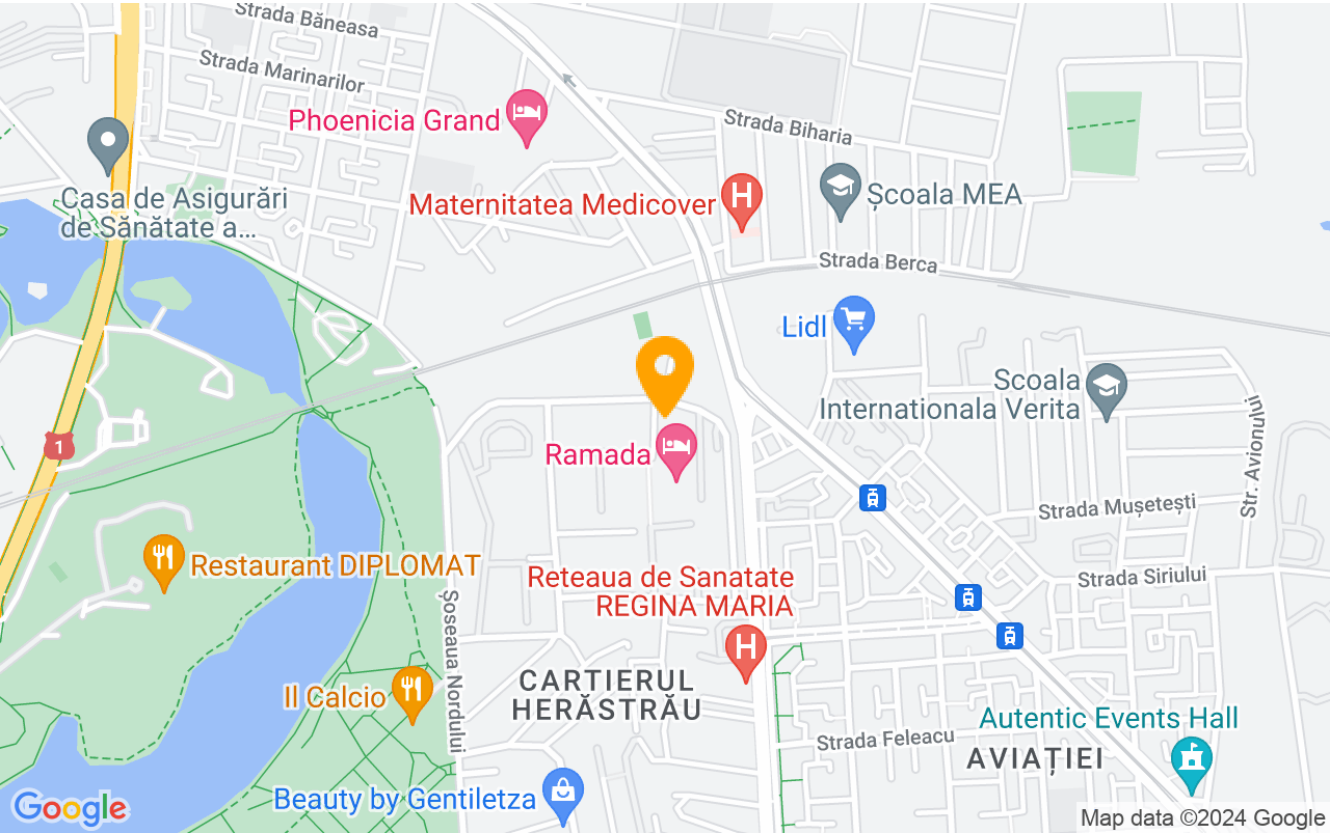 Strada Băneasa
Strada Marinarilor
Phoenicia Grand
Strada Biharia
Casa de Asigurări
de Sănătate a...
Maternitatea Medicover
Școala MEA
Strada Berca
Lidl
Scoala
Internationala Verita
1
Ramada
Str. Avionului
Strada Mușetești
Restaurant DIPLOMAT
Reteaua de Sanatate
REGINA MARIA
Strada Siriului
H
H
Șoseaua Nordului
Il Calcio
CARTIERUL
HERĂSTRĂU
Autentic Events Hall
Strada Feleacu
AVIAȚIEI
Beauty by Gentiletza
Google
Map data ©2024 Google